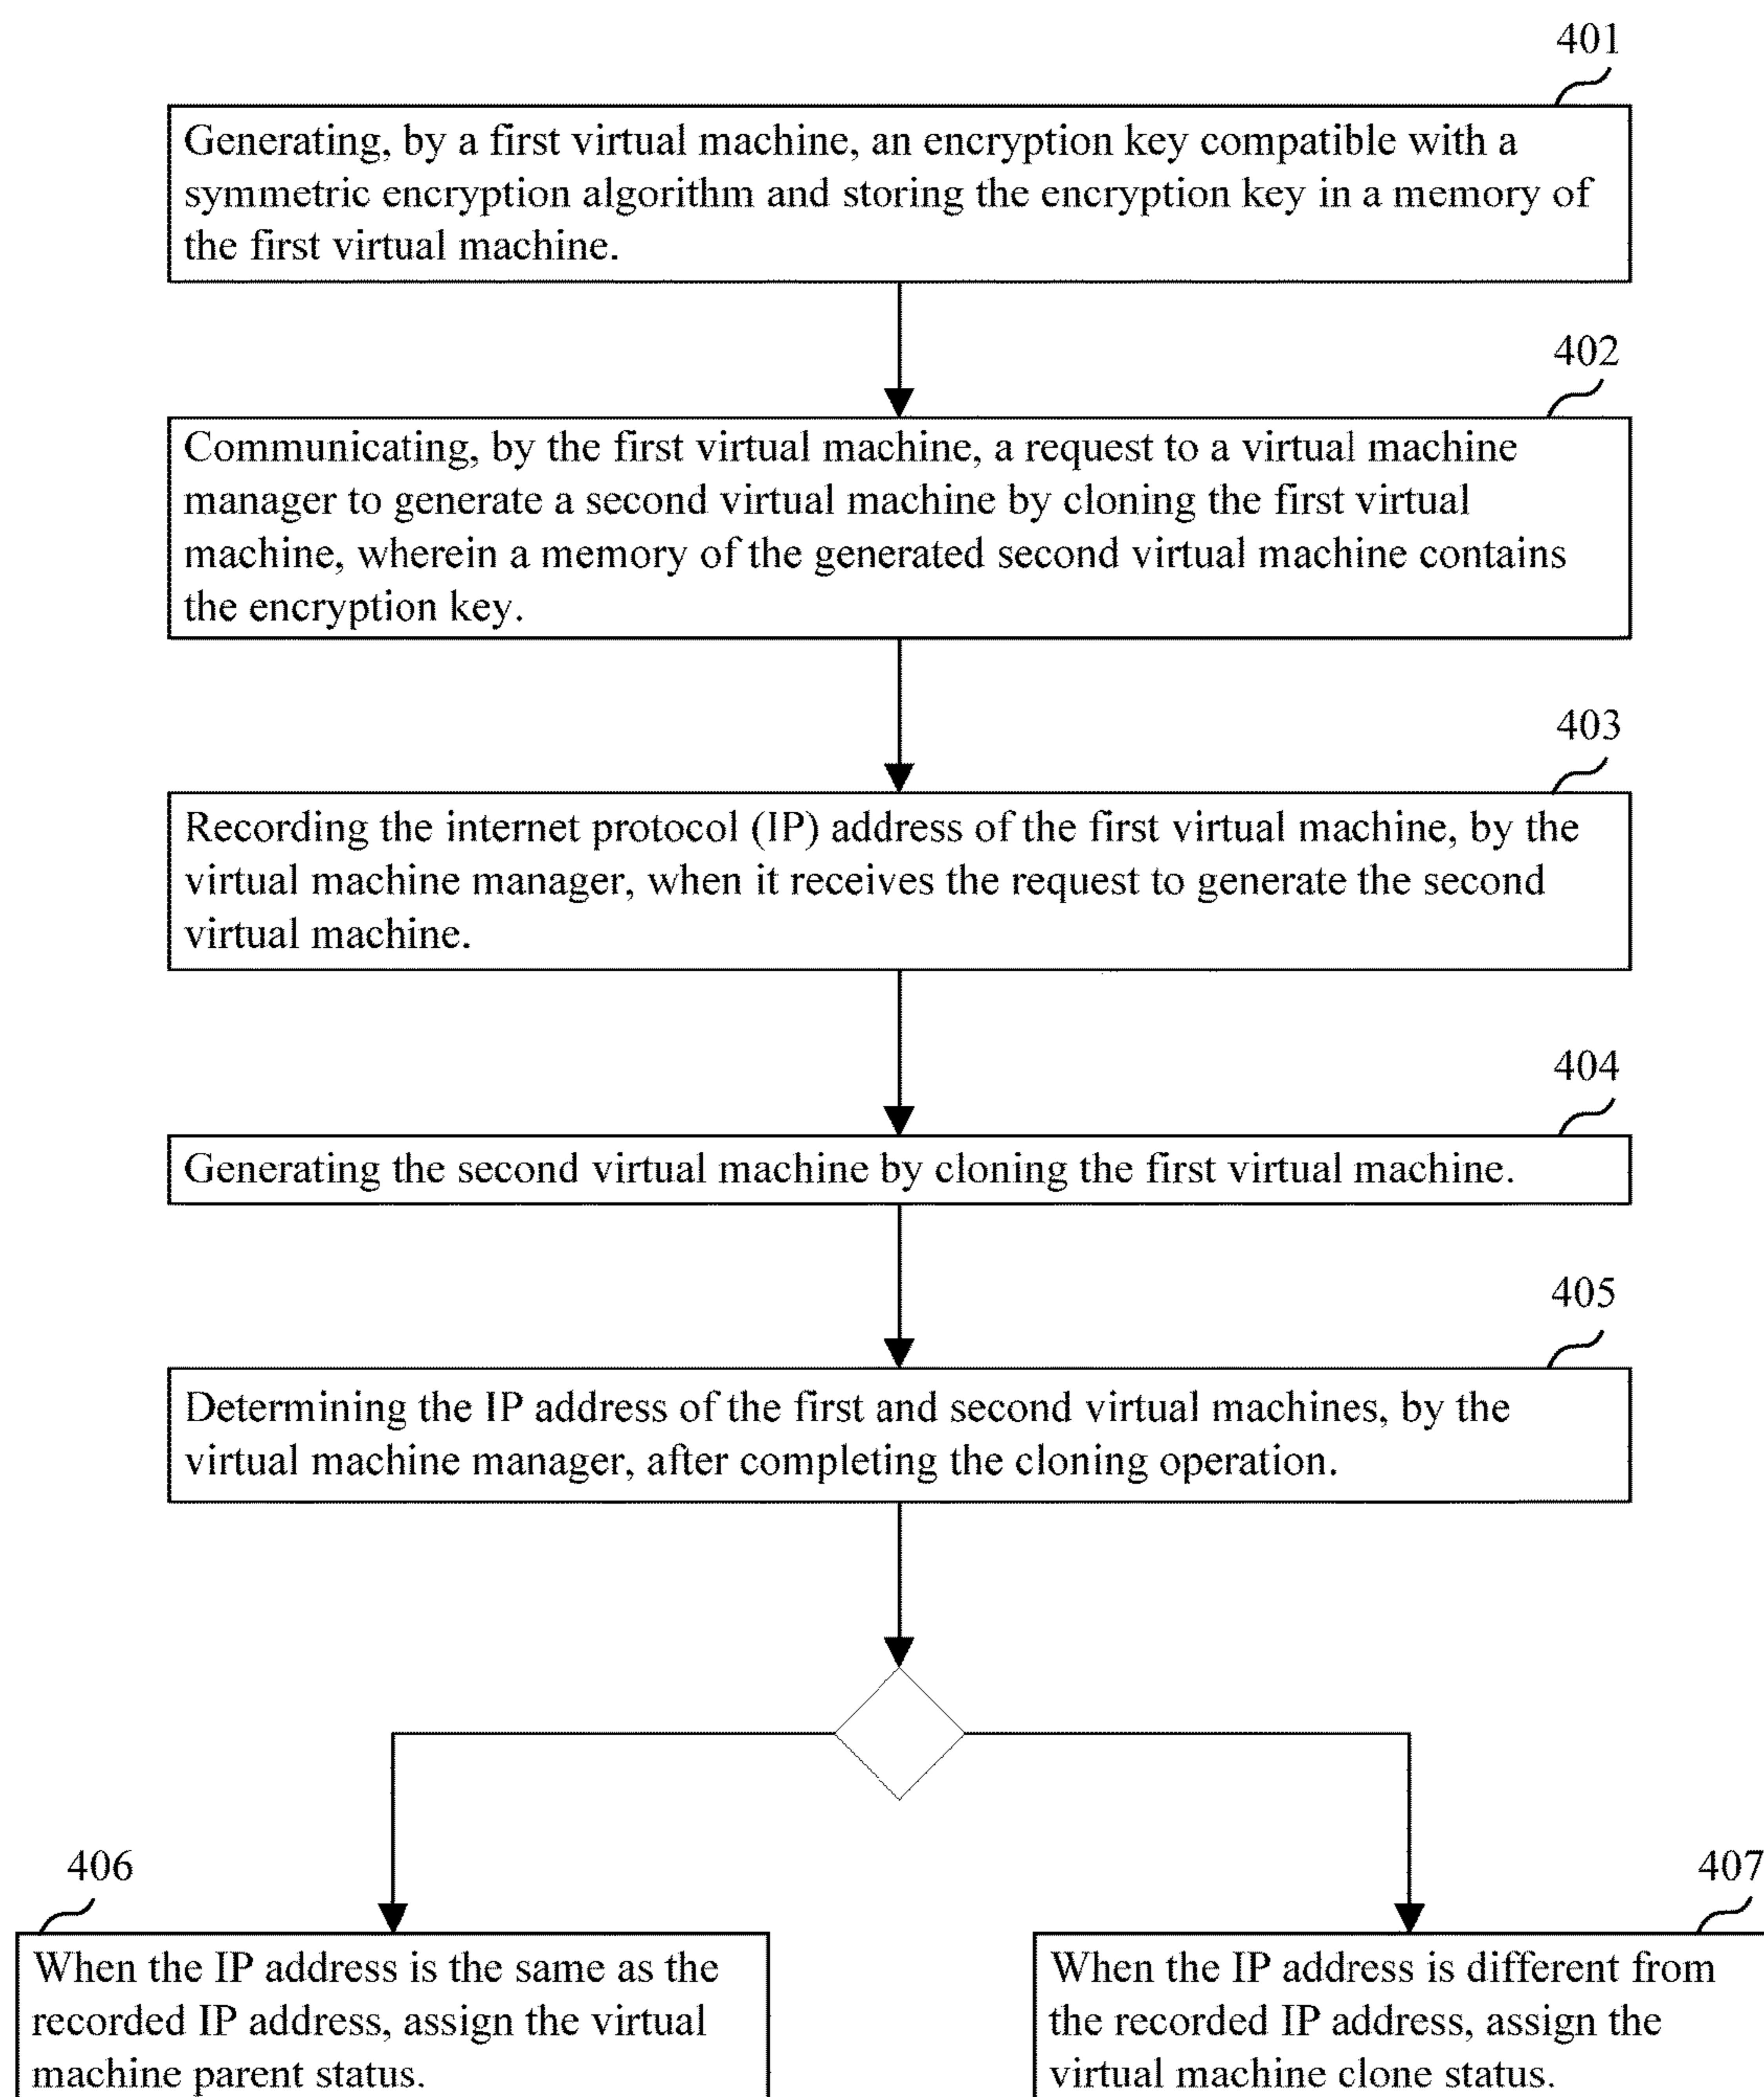 401
Generating, by a first virtual machine, an encryption key compatible with a
symmetric encryption algorithm and storing the encryption key in a memory of
the first virtual machine.
402
Communicating, by the first virtual machine, a request to a virtual machine
manager to generate a second virtual machine by cloning the first virtual
machine, wherein a memory of the generated second virtual machine contains
the encryption key.
403
Recording the internet protocol (IP) address of the first virtual machine, by the
virtual machine manager, when it receives the request to generate the second
virtual machine.
404
Generating the second virtual machine by cloning the first virtual machine.
405
Determining the IP address of the first and second virtual machines, by the
virtual machine manager, after completing the cloning operation.
406
When the IP address is the same as the
recorded IP address, assign the virtual
machine parent status.
407
When the IP address is different from
the recorded IP address, assign the
virtual machine clone status.